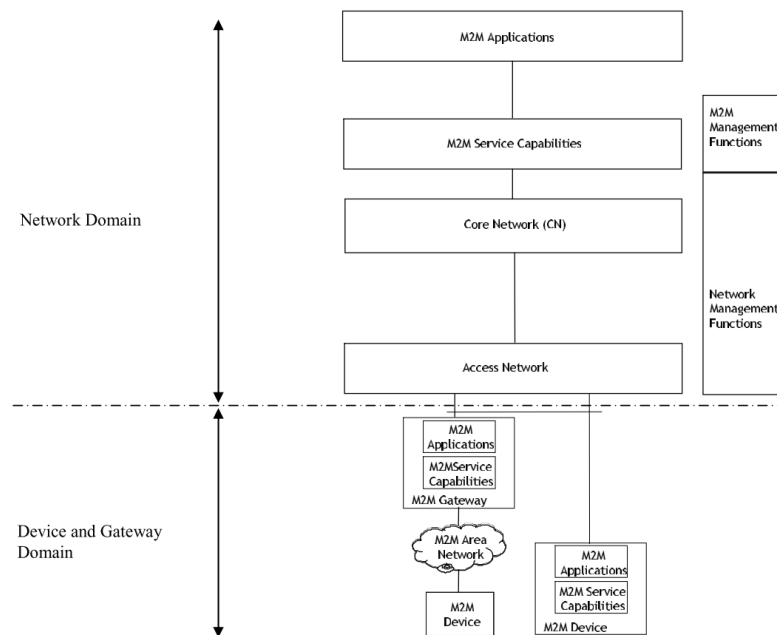 M2M Applications
M2M
Management
Functions
M2M Service Capabilities
Network Domain
Core Network (CN)
Network
Management
Functions
Access Network
M2M
Applications
M2MService
Capabilities
M2M Gateway
Device and Gateway
Domain
M2M Area
Network
M2M
Device
M2M
Applications
M2M Service
Capabilities
M2M Device